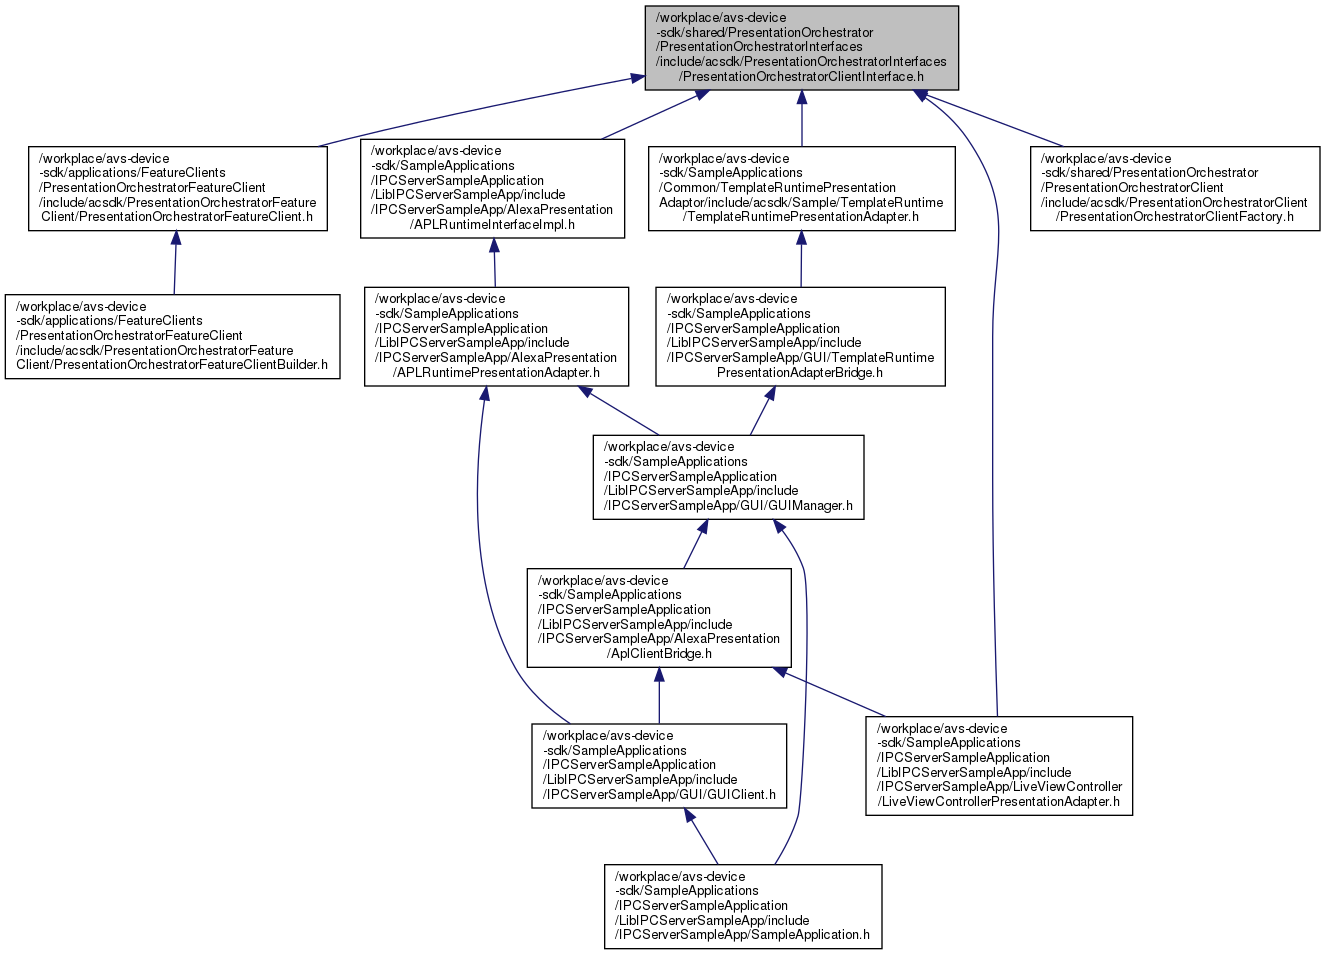 /workplace/avs-device
-sdk/shared/PresentationOrchestrator
/PresentationOrchestratorInterfaces
/include/acsdk/PresentationOrchestratorInterfaces
/PresentationOrchestratorClientInterface.h
/workplace/avs-device
-sdk/applications/FeatureClients
/PresentationOrchestratorFeatureClient
/include/acsdk/PresentationOrchestratorFeature
Client/PresentationOrchestratorFeatureClient.h
/workplace/avs-device
-sdk/SampleApplications
/IPCServerSampleApplication
/LibIPCServerSampleApp/include
/IPCServerSampleApp/AlexaPresentation
/APLRuntimeInterfaceImpl.h
/workplace/avs-device
-sdk/SampleApplications
/Common/TemplateRuntimePresentation
Adaptor/include/acsdk/Sample/TemplateRuntime
/TemplateRuntimePresentationAdapter.h
/workplace/avs-device
-sdk/shared/PresentationOrchestrator
/PresentationOrchestratorClient
/include/acsdk/PresentationOrchestratorClient
/PresentationOrchestratorClientFactory.h
/workplace/avs-device
-sdk/applications/FeatureClients
/PresentationOrchestratorFeatureClient
/include/acsdk/PresentationOrchestratorFeature
Client/PresentationOrchestratorFeatureClientBuilder.h
/workplace/avs-device
-sdk/SampleApplications
/IPCServerSampleApplication
/LibIPCServerSampleApp/include
/IPCServerSampleApp/AlexaPresentation
/APLRuntimePresentationAdapter.h
/workplace/avs-device
-sdk/SampleApplications
/IPCServerSampleApplication
/LibIPCServerSampleApp/include
/IPCServerSampleApp/GUI/TemplateRuntime
PresentationAdapterBridge.h
/workplace/avs-device
-sdk/SampleApplications
/IPCServerSampleApplication
/LibIPCServerSampleApp/include
/IPCServerSampleApp/GUI/GUIManager.h
/workplace/avs-device
-sdk/SampleApplications
/IPCServerSampleApplication
/LibIPCServerSampleApp/include
/IPCServerSampleApp/AlexaPresentation
/AplClientBridge.h
/workplace/avs-device
-sdk/SampleApplications
/IPCServerSampleApplication
/LibIPCServerSampleApp/include
/IPCServerSampleApp/GUI/GUIClient.h
/workplace/avs-device
-sdk/SampleApplications
/IPCServerSampleApplication
/LibIPCServerSampleApp/include
/IPCServerSampleApp/LiveViewController
/LiveViewControllerPresentationAdapter.h
/workplace/avs-device
-sdk/SampleApplications
/IPCServerSampleApplication
/LibIPCServerSampleApp/include
/IPCServerSampleApp/SampleApplication.h